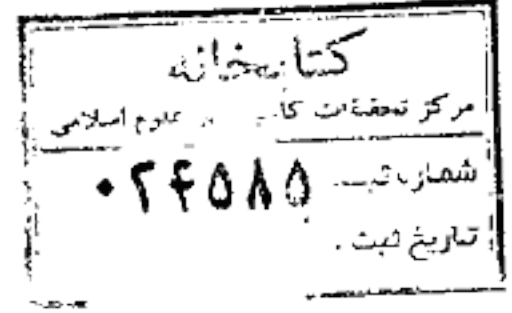 کتابخانه
مرکز تحقیقات علوم اسلامی
شماره ثبت ۰۲۴۵۸۵
تاریخ ثبت :